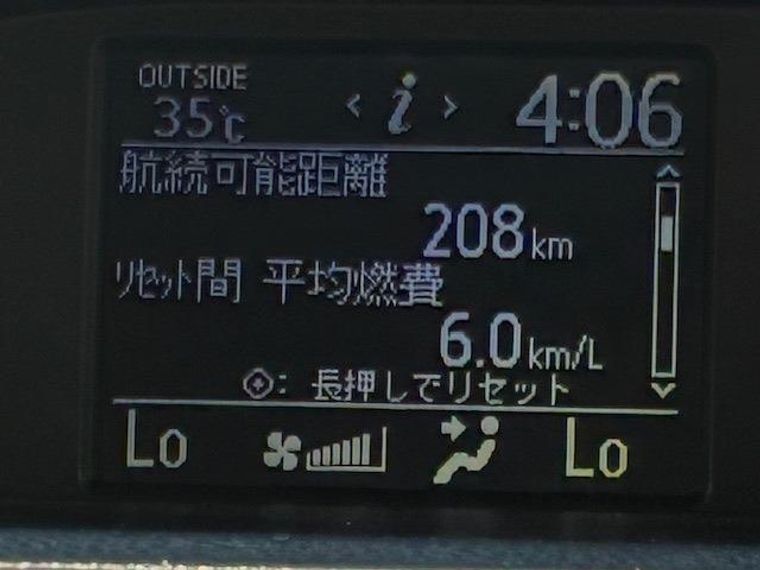 OUTSIDE
35℃
< i >
4:06
航続可能距離
208km
リセット間 平均燃費
6.0km/L
: 長押しでリセット
Lo
Lo